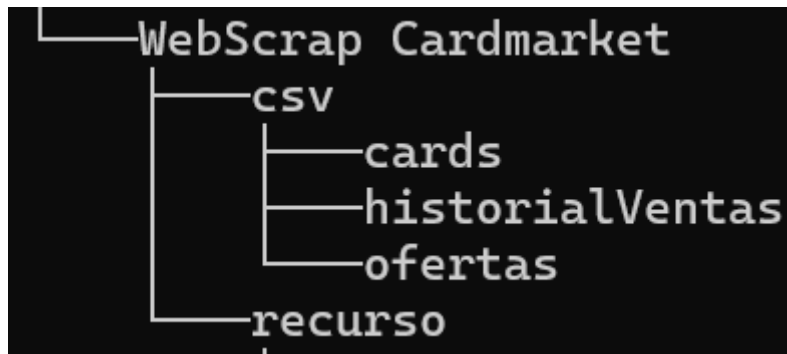 WebScrap Cardmarket
csv
cards
historialVentas
ofertas
recurso